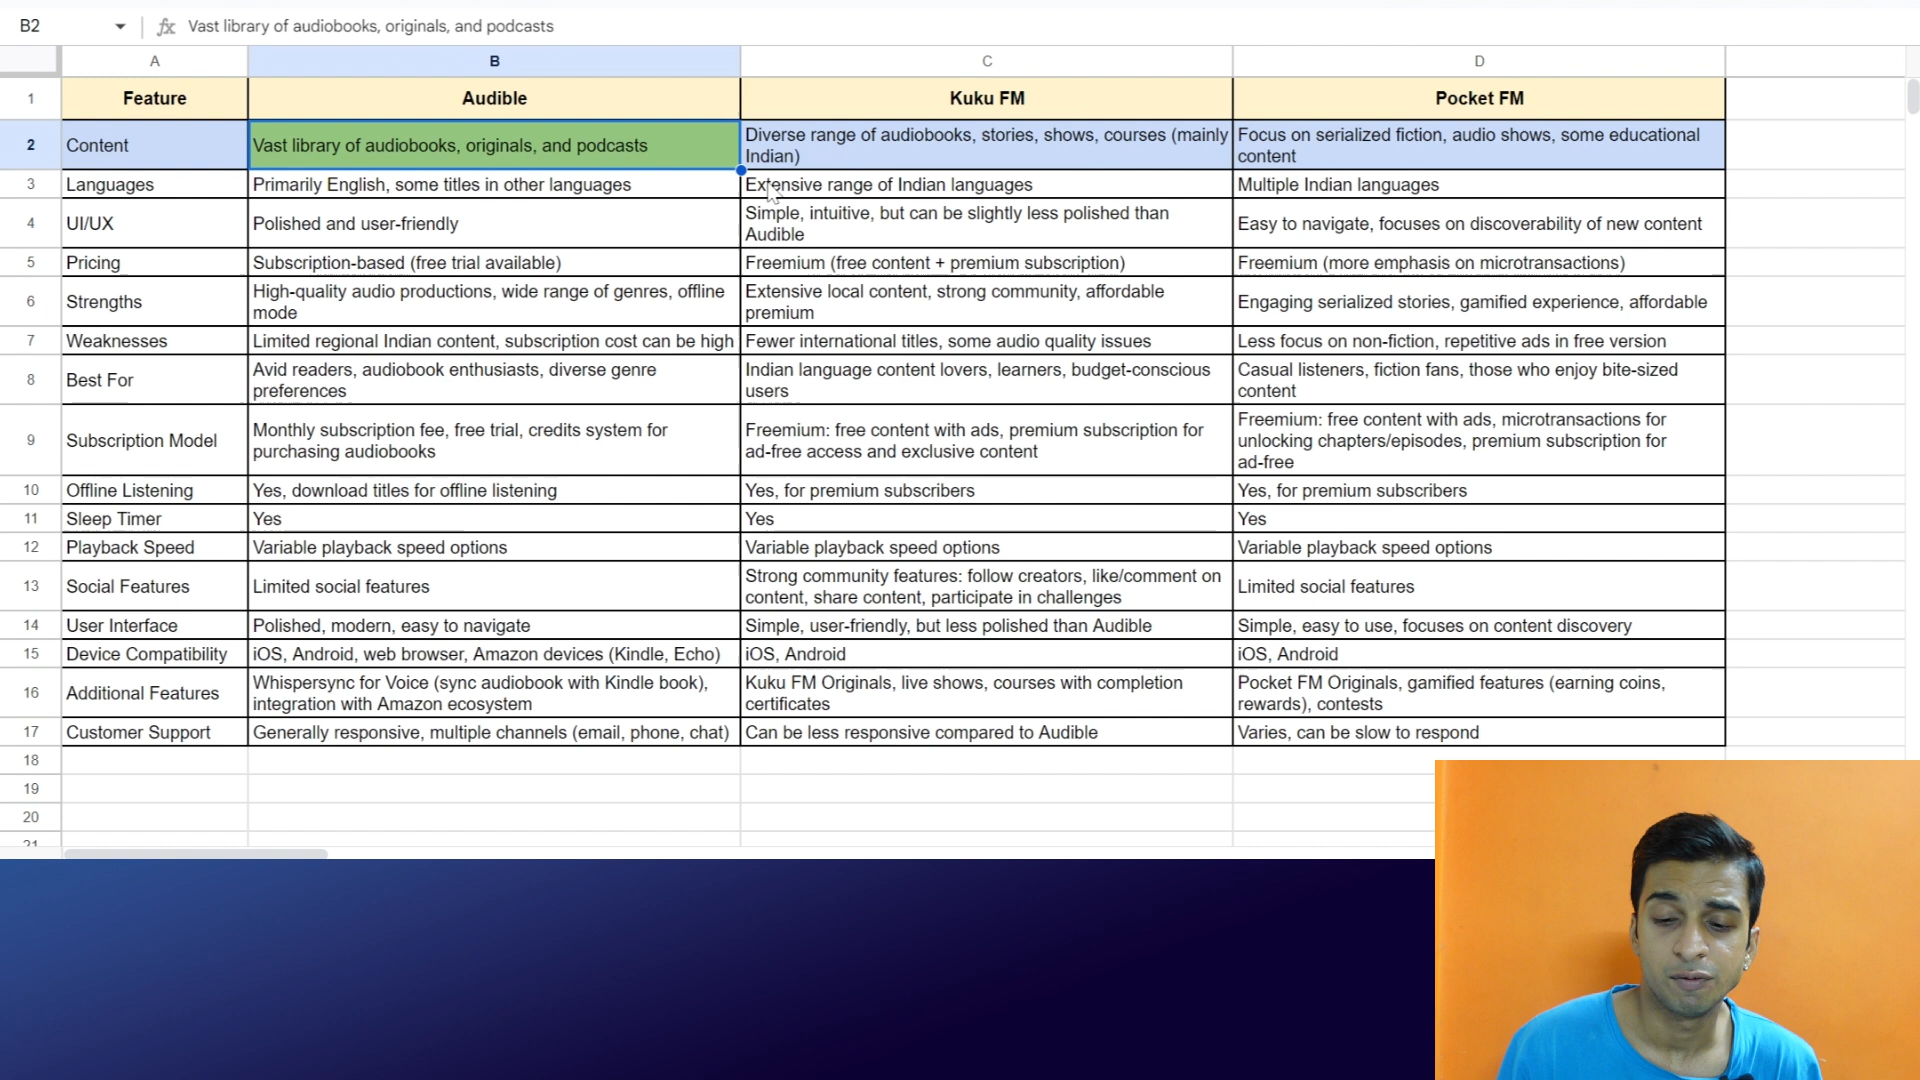 B2 fx Vast library of audiobooks, originals, and podcasts
A B C D
1 Feature Audible Kuku FM Pocket FM
2 Content Vast library of audiobooks, originals, and podcasts Diverse range of audiobooks, stories, shows, courses (mainly Indian) Focus on serialized fiction, audio shows, some educational content
3 Languages Primarily English, some titles in other languages Extensive range of Indian languages Multiple Indian languages
4 UI/UX Polished and user-friendly Simple, intuitive, but can be slightly less polished than Audible Easy to navigate, focuses on discoverability of new content
5 Pricing Subscription-based (free trial available) Freemium (free content + premium subscription) Freemium (more emphasis on microtransactions)
6 Strengths High-quality audio productions, wide range of genres, offline mode Extensive local content, strong community, affordable premium Engaging serialized stories, gamified experience, affordable
7 Weaknesses Limited regional Indian content, subscription cost can be high Fewer international titles, some audio quality issues Less focus on non-fiction, repetitive ads in free version
8 Best For Avid readers, audiobook enthusiasts, diverse genre preferences Indian language content lovers, learners, budget-conscious users Casual listeners, fiction fans, those who enjoy bite-sized content
9 Subscription Model Monthly subscription fee, free trial, credits system for purchasing audiobooks Freemium: free content with ads, premium subscription for ad-free access and exclusive content Freemium: free content with ads, microtransactions for unlocking chapters/episodes, premium subscription for ad-free
10 Offline Listening Yes, download titles for offline listening Yes, for premium subscribers Yes, for premium subscribers
11 Sleep Timer Yes Yes Yes
12 Playback Speed Variable playback speed options Variable playback speed options Variable playback speed options
13 Social Features Limited social features Strong community features: follow creators, like/comment on content, share content, participate in challenges Limited social features
14 User Interface Polished, modern, easy to navigate Simple, user-friendly, but less polished than Audible Simple, easy to use, focuses on content discovery
15 Device Compatibility iOS, Android, web browser, Amazon devices (Kindle, Echo) iOS, Android iOS, Android
16 Additional Features Whispersync for Voice (sync audiobook with Kindle book), integration with Amazon ecosystem Kuku FM Originals, live shows, courses with completion certificates Pocket FM Originals, gamified features (earning coins, rewards), contests
17 Customer Support Generally responsive, multiple channels (email, phone, chat) Can be less responsive compared to Audible Varies, can be slow to respond
18
19
20
21